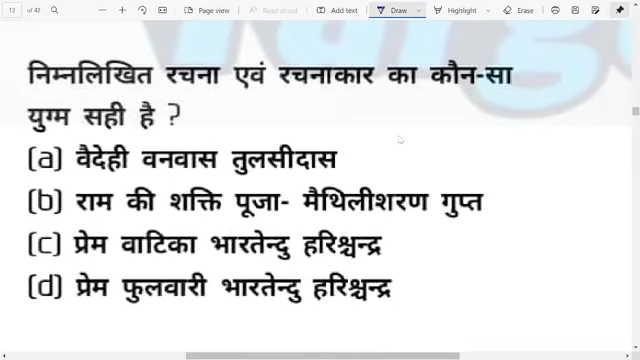 13 of 42 Page view Read aloud Add text Draw Highlight Erase
निम्नलिखित रचना एवं रचनाकार का कौन-सा
युग्म सही है ?
(a) वैदेही वनवास तुलसीदास
(b) राम की शक्ति पूजा- मैथिलीशरण गुप्त
(c) प्रेम वाटिका भारतेन्दु हरिश्चन्द्र
(d) प्रेम फुलवारी भारतेन्दु हरिश्चन्द्र